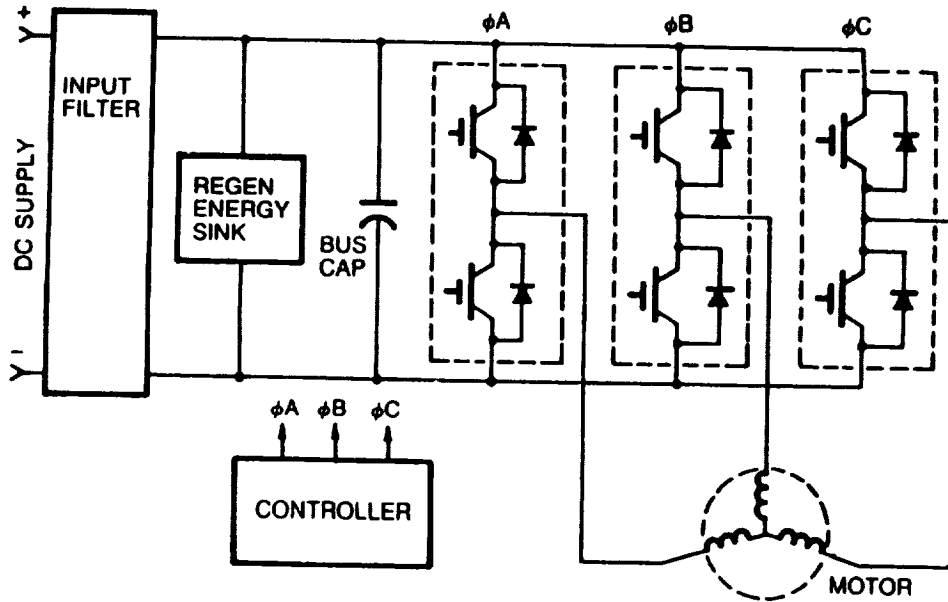 +
ϕA
ϕB
ϕC
INPUT
FILTER
DC SUPPLY
REGEN
ENERGY
SINK
BUS
CAP
-
ϕA
ϕB
ϕC
CONTROLLER
MOTOR